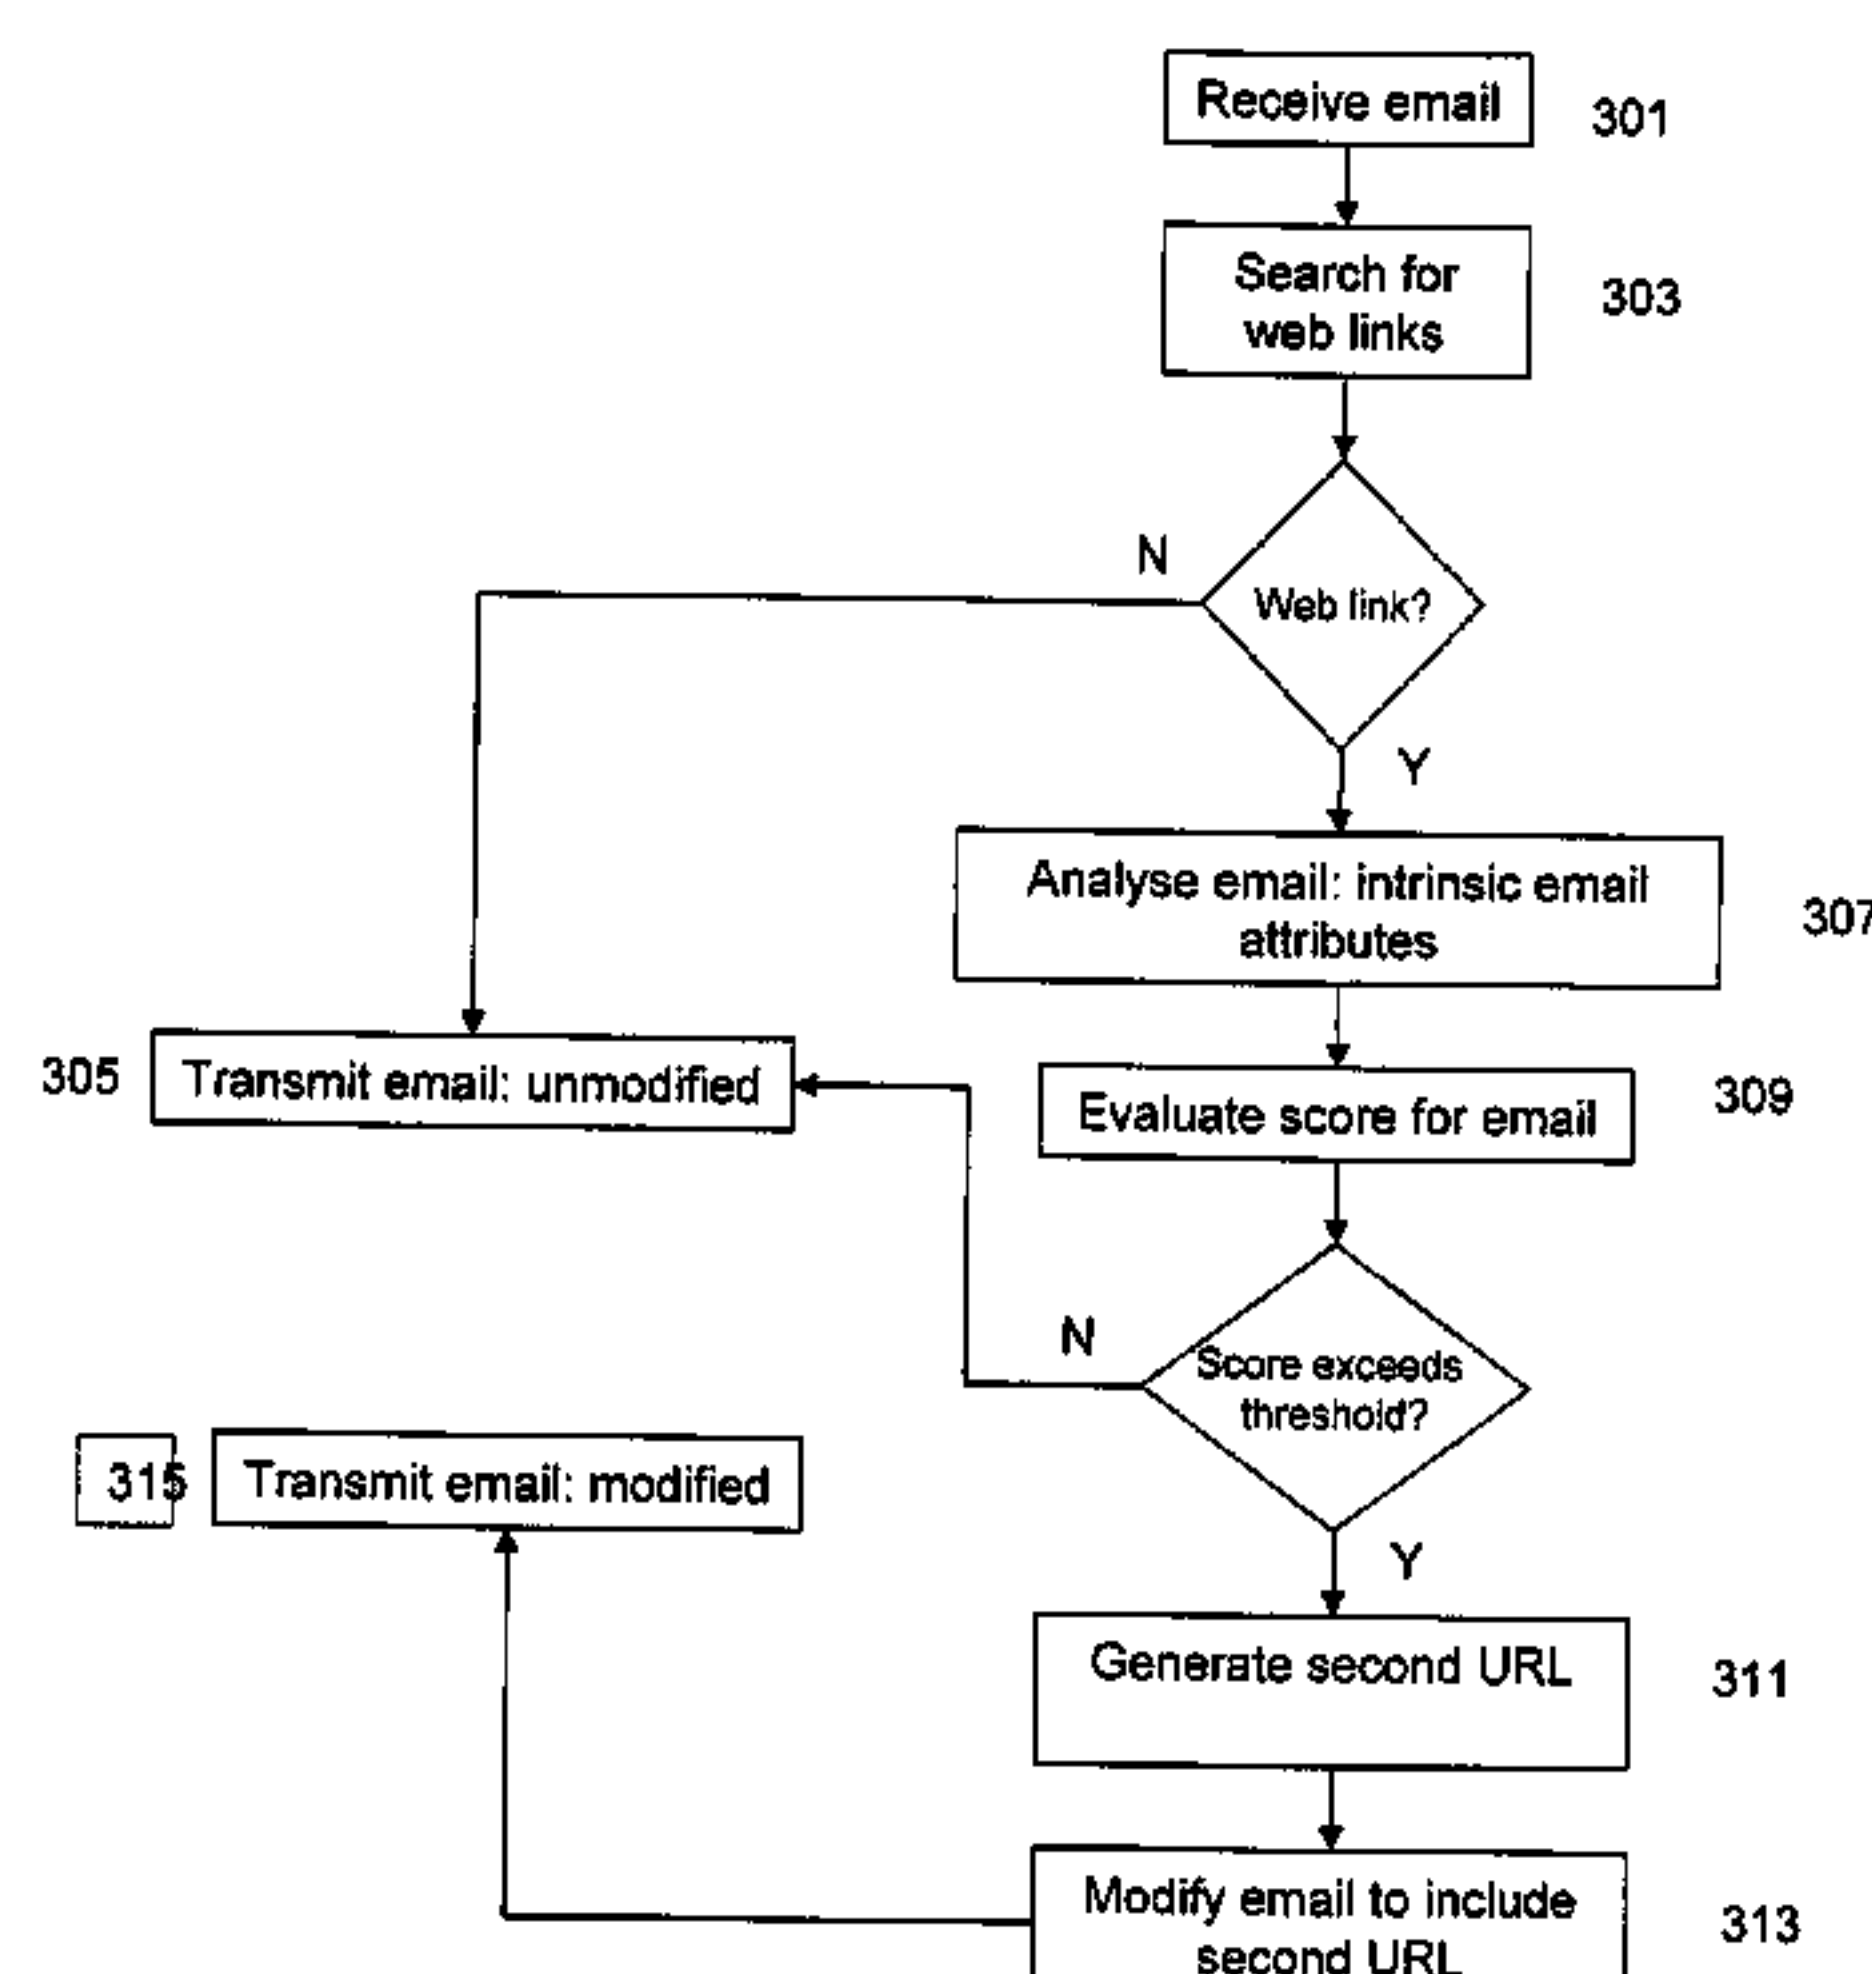 Receive email
301
Search for
web links
303
N
Web link?
Y
Analyse email: intrinsic email
attributes
307
305
Transmit email: unmodified
Evaluate score for email
309
N
Score exceeds
threshold?
315
Transmit email: modified
Y
Generate second URL
311
Modify email to include
second URL
313